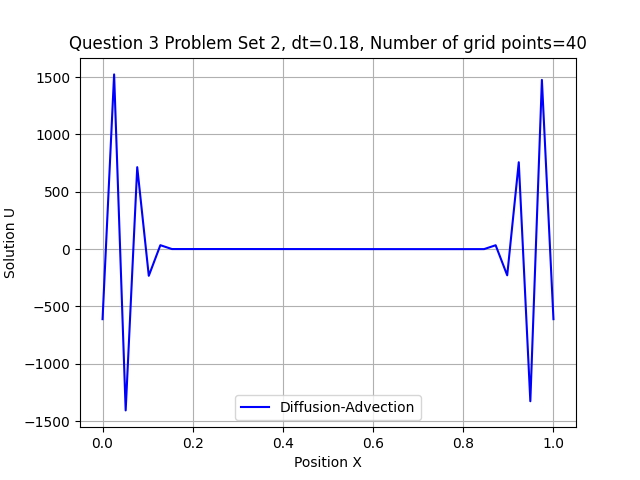 Question 3 Problem Set 2, dt=0.18, Number of grid points=40
1500
1000
500
0
−500
−1000
−1500
Solution U
Diffusion-Advection
0.0 0.2 0.4 0.6 0.8 1.0
Position X